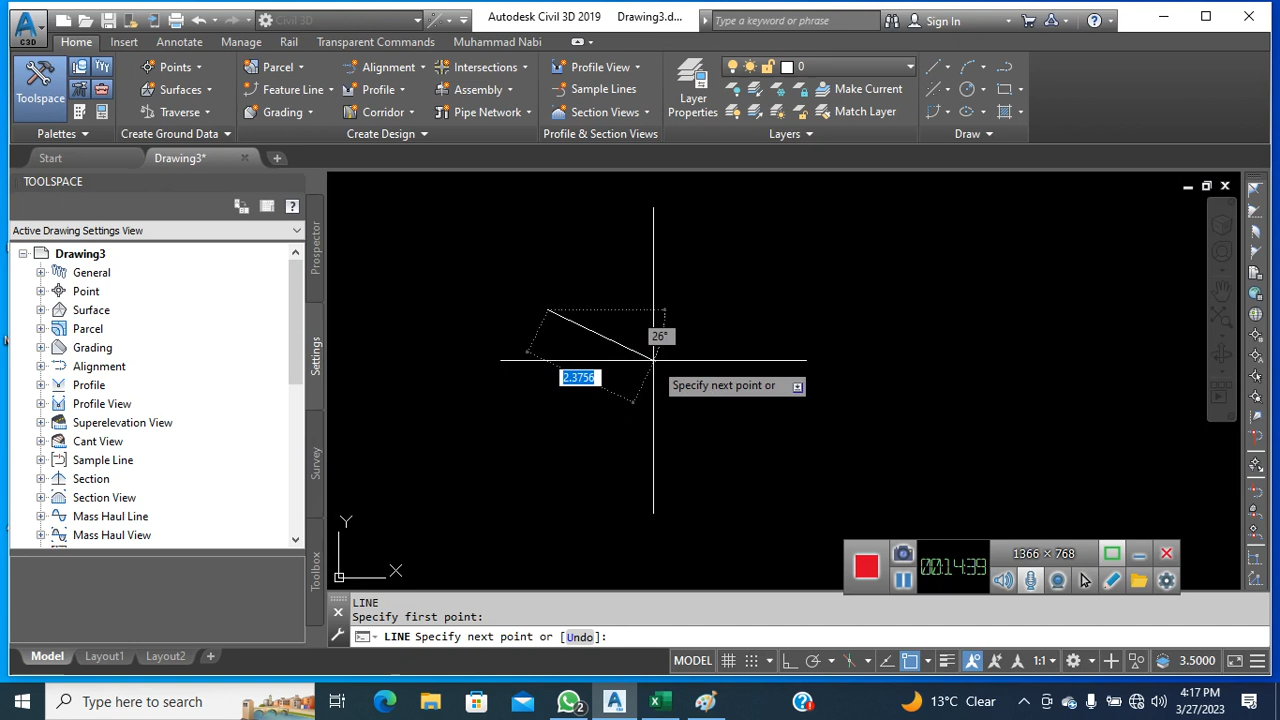 C3D
Civil 3D
Autodesk Civil 3D 2019 Drawing3.d...
Type a keyword or phrase
Sign In
Home Insert Annotate Manage Rail Transparent Commands Muhammad Nabi
Toolspace
Points
Surfaces
Traverse
Parcel
Feature Line
Grading
Alignment
Profile
Corridor
Intersections
Assembly
Pipe Network
Profile View
Sample Lines
Section Views
Layer
Properties
0
Make Current
Match Layer
Palettes Create Ground Data Create Design Profile & Section Views Layers Draw
Start Drawing3*
TOOLSPACE
Active Drawing Settings View
Drawing3
General
Point
Surface
Parcel
Grading
Alignment
Profile
Profile View
Superelevation View
Cant View
Sample Line
Section
Section View
Mass Haul Line
Mass Haul View
Prospector
Settings
Survey
Toolbox
26°
2.3756
Specify next point or
Y
X
1366 × 768
00:14:39
LINE
Specify first point:
LINE Specify next point or [Undo]:
Model Layout1 Layout2
MODEL 1:1 3.5000
Type here to search
2
13°C Clear
4:17 PM
3/27/2023